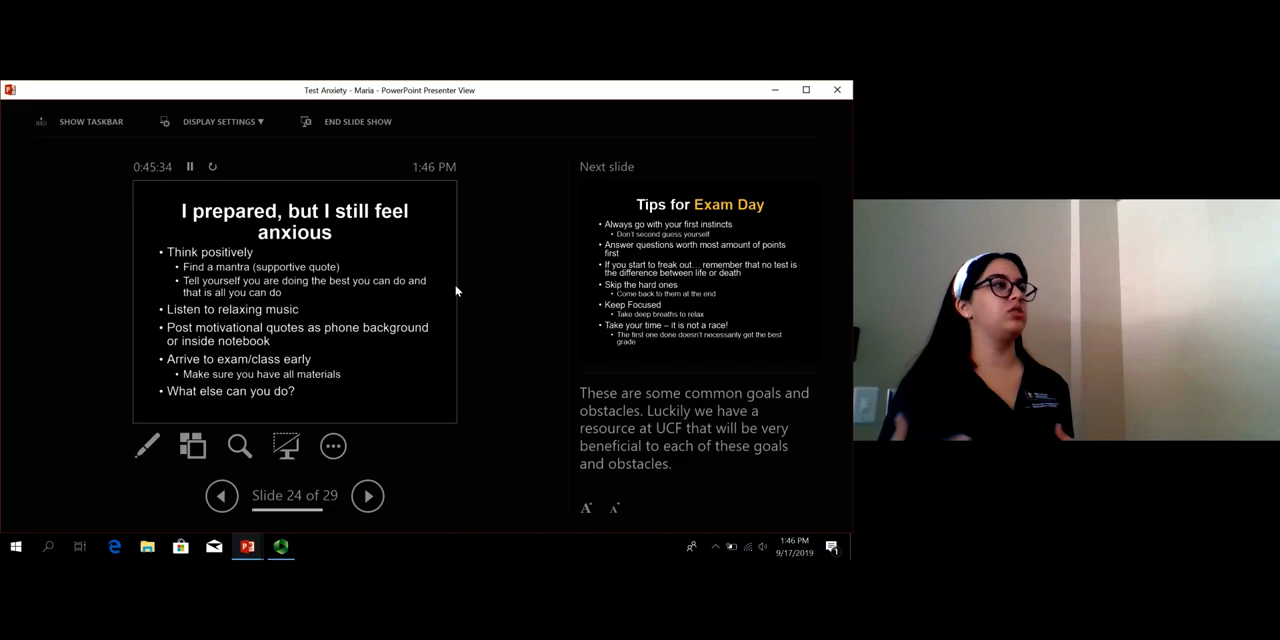 Test Anxiety - Maria - PowerPoint Presenter View
SHOW TASKBAR
DISPLAY SETTINGS ▼
END SLIDE SHOW
0:45:34
1:46 PM
I prepared, but I still feel
anxious
• Think positively
• Find a mantra (supportive quote)
• Tell yourself you are doing the best you can do and
that is all you can do
• Listen to relaxing music
• Post motivational quotes as phone background
or inside notebook
• Arrive to exam/class early
• Make sure you have all materials
• What else can you do?
Slide 24 of 29
Next slide
Tips for Exam Day
• Always go with your first instincts
• Don't second guess yourself
• Answer questions worth most amount of points
first
• If you start to freak out... remember that no test is
the difference between life or death
• Skip the hard ones
• Come back to them at the end
• Keep Focused
• Take deep breaths to relax
• Take your time – it is not a race!
• The first one done doesn't necessarily get the best
grade
These are some common goals and
obstacles. Luckily we have a
resource at UCF that will be very
beneficial to each of these goals
and obstacles.
A A
1:46 PM
9/17/2019